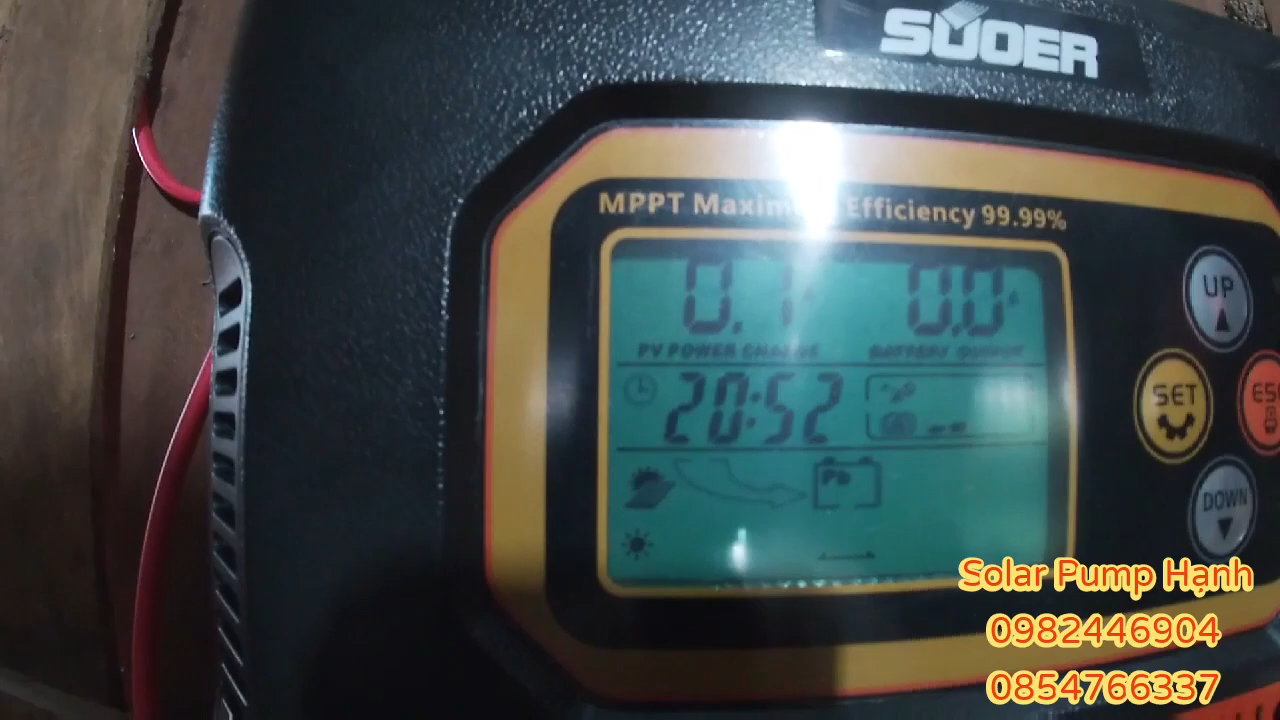 SUOER
Efficiency 99.99%
MPPT
0.1
0.0
PV POWER CHARGE
BATTERY OUTPUT
20:52
Pb
UP
SET
DOWN
Solar Pump Hạnh
0982446904
0854766337